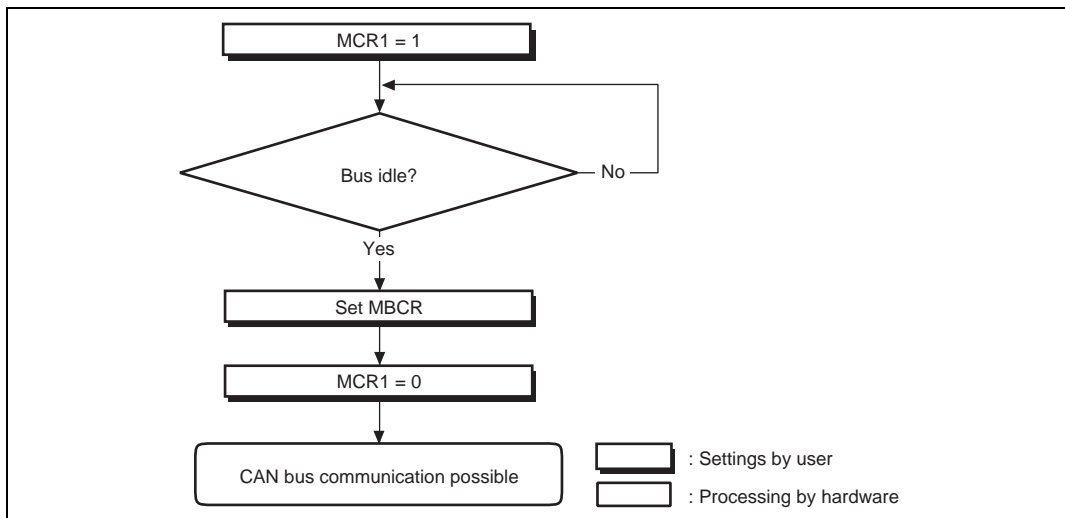 MCR1 = 1
Bus idle?
No
Yes
Set MBCR
MCR1 = 0
CAN bus communication possible
: Settings by user
: Processing by hardware